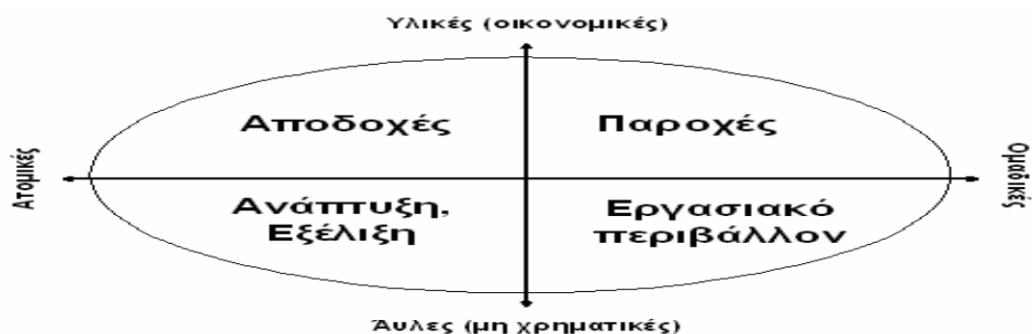 Υλικές (οικονομικές)
Αποδοχές
Παροχές
Ατομικές
Ομαδικές
Ανάπτυξη,
Εξέλιξη
Εργασιακό
περιβάλλον
Άυλες (μη χρηματικές)